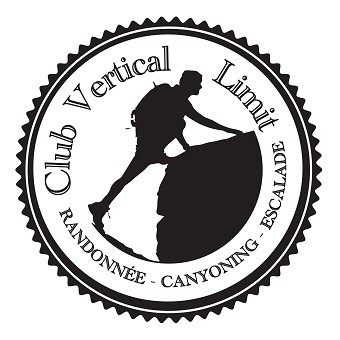 Club Vertical Limit
RANDONNÉE - CANYONING - ESCALADE